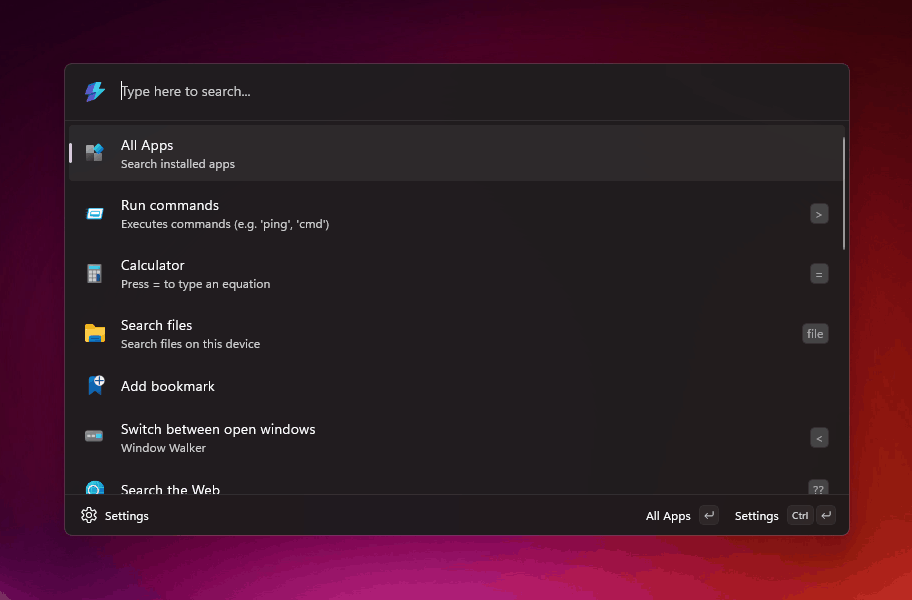 Type here to search...
All Apps
Search installed apps
Run commands
Executes commands (e.g. 'ping', 'cmd')
>
Calculator
Press = to type an equation
=
Search files
Search files on this device
file
Add bookmark
Switch between open windows
Window Walker
<
Search the Web
??
Settings
All Apps
Settings
Ctrl